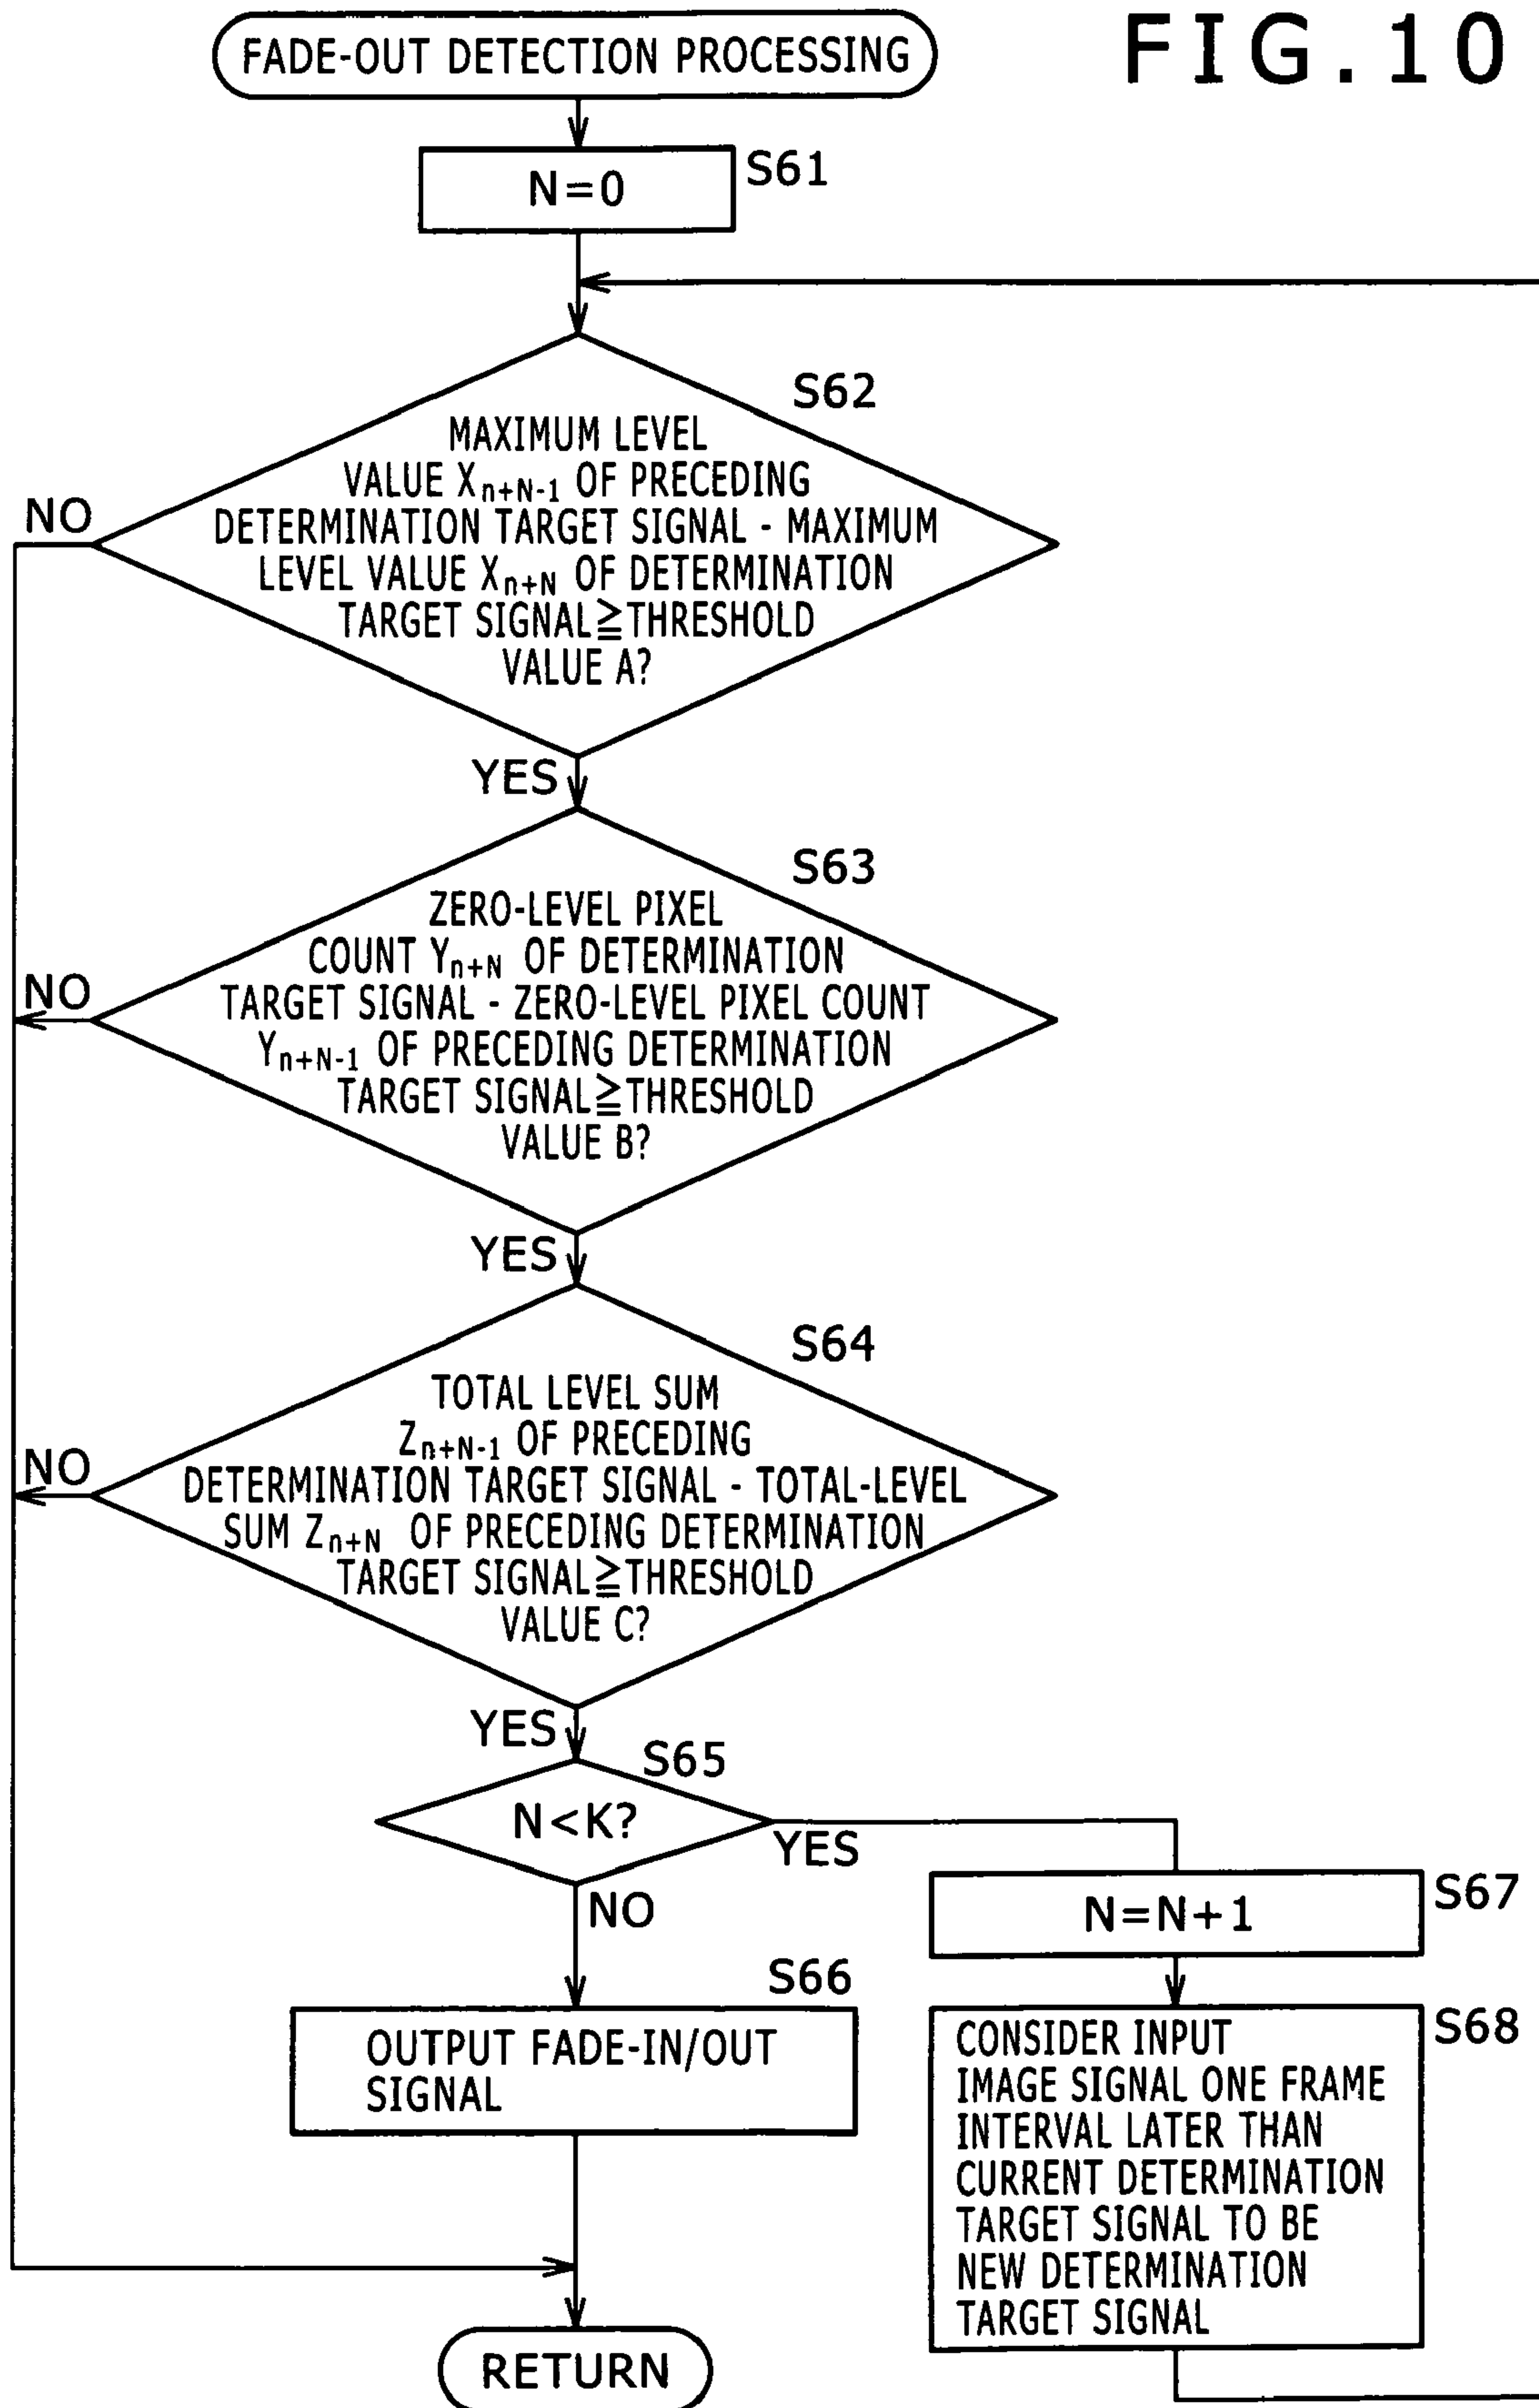 FADE-OUT DETECTION PROCESSING
FIG.10
N=0
S61
S62
MAXIMUM LEVEL
VALUE Xn+N-1 OF PRECEDING
DETERMINATION TARGET SIGNAL - MAXIMUM
LEVEL VALUE Xn+N OF DETERMINATION
TARGET SIGNAL≧THRESHOLD
VALUE A?
NO
YES
S63
ZERO-LEVEL PIXEL
COUNT Yn+N OF DETERMINATION
TARGET SIGNAL - ZERO-LEVEL PIXEL COUNT
Yn+N-1 OF PRECEDING DETERMINATION
TARGET SIGNAL≧THRESHOLD
VALUE B?
NO
YES
S64
TOTAL LEVEL SUM
Zn+N-1 OF PRECEDING
DETERMINATION TARGET SIGNAL - TOTAL-LEVEL
SUM Zn+N OF PRECEDING DETERMINATION
TARGET SIGNAL≧THRESHOLD
VALUE C?
NO
YES
S65
N<K?
YES
NO
S67
N=N+1
S66
OUTPUT FADE-IN/OUT
SIGNAL
S68
CONSIDER INPUT
IMAGE SIGNAL ONE FRAME
INTERVAL LATER THAN
CURRENT DETERMINATION
TARGET SIGNAL TO BE
NEW DETERMINATION
TARGET SIGNAL
RETURN